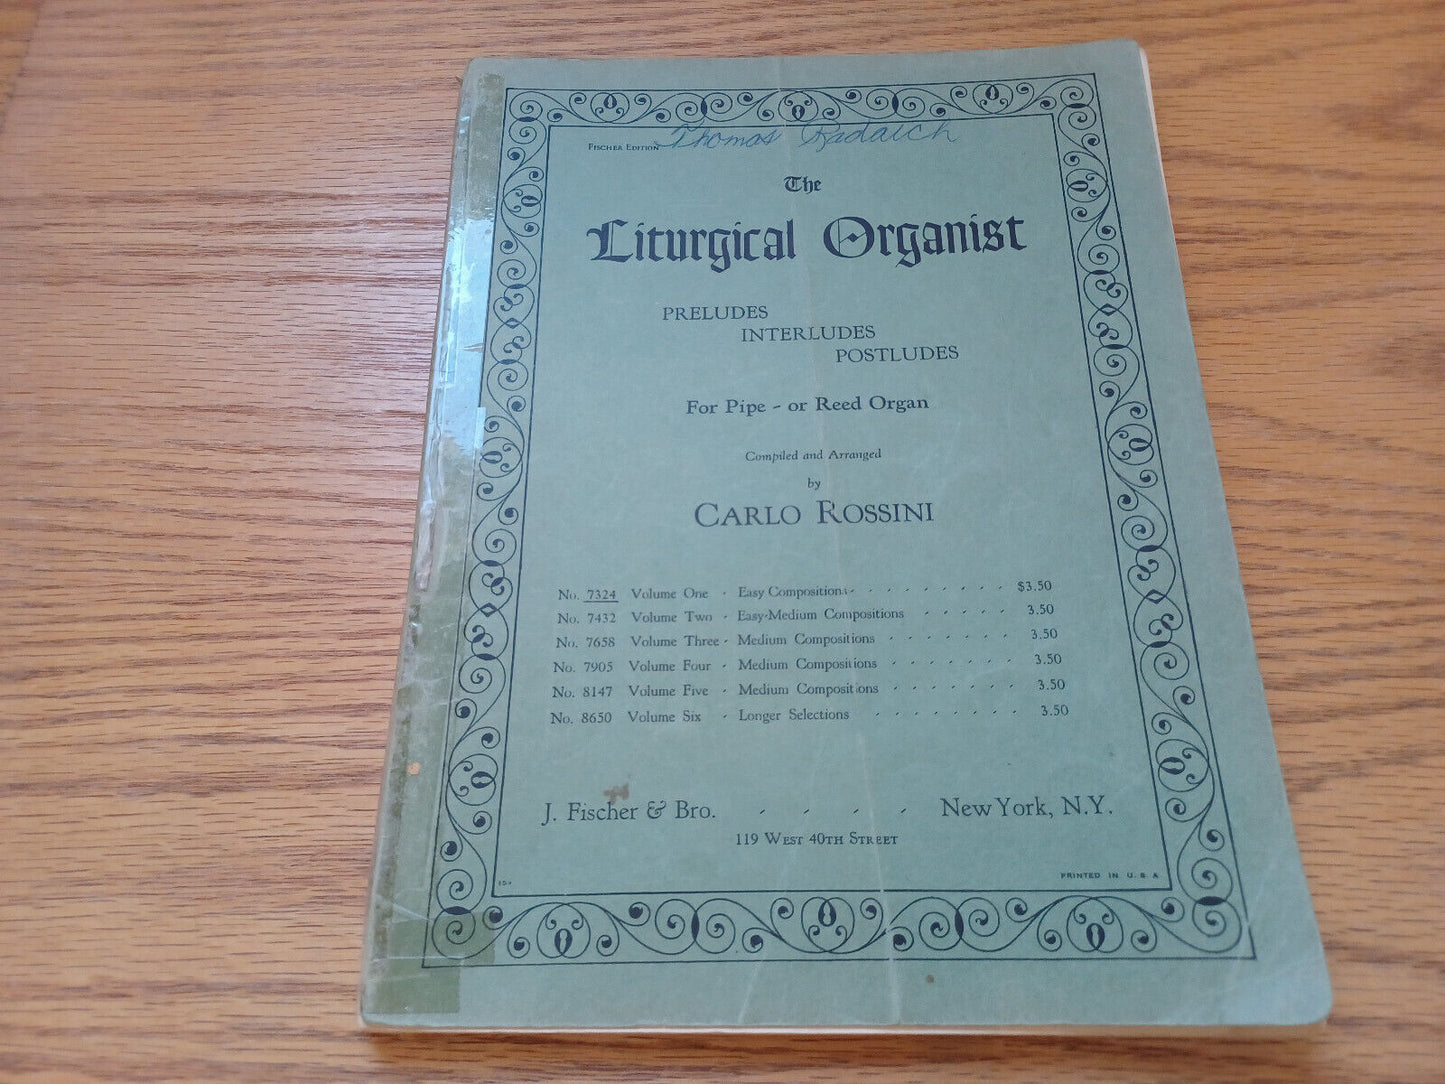 Thomas Radaich
FISCHER EDITION
The
Liturgical Organist
PRELUDES
INTERLUDES
POSTLUDES
For Pipe - or Reed Organ
Compiled and Arranged
by
CARLO ROSSINI
No. 7324 Volume One - Easy Compositions - - - - - - - - $3.50
No. 7432 Volume Two - Easy-Medium Compositions - - - - - 3.50
No. 7658 Volume Three - Medium Compositions - - - - - - - 3.50
No. 7905 Volume Four - Medium Compositions - - - - - - - 3.50
No. 8147 Volume Five - Medium Compositions - - - - - - - 3.50
No. 8650 Volume Six - Longer Selections - - - - - - - - 3.50
J. Fischer & Bro. - - - - New York, N.Y.
119 WEST 40TH STREET
PRINTED IN U. S. A